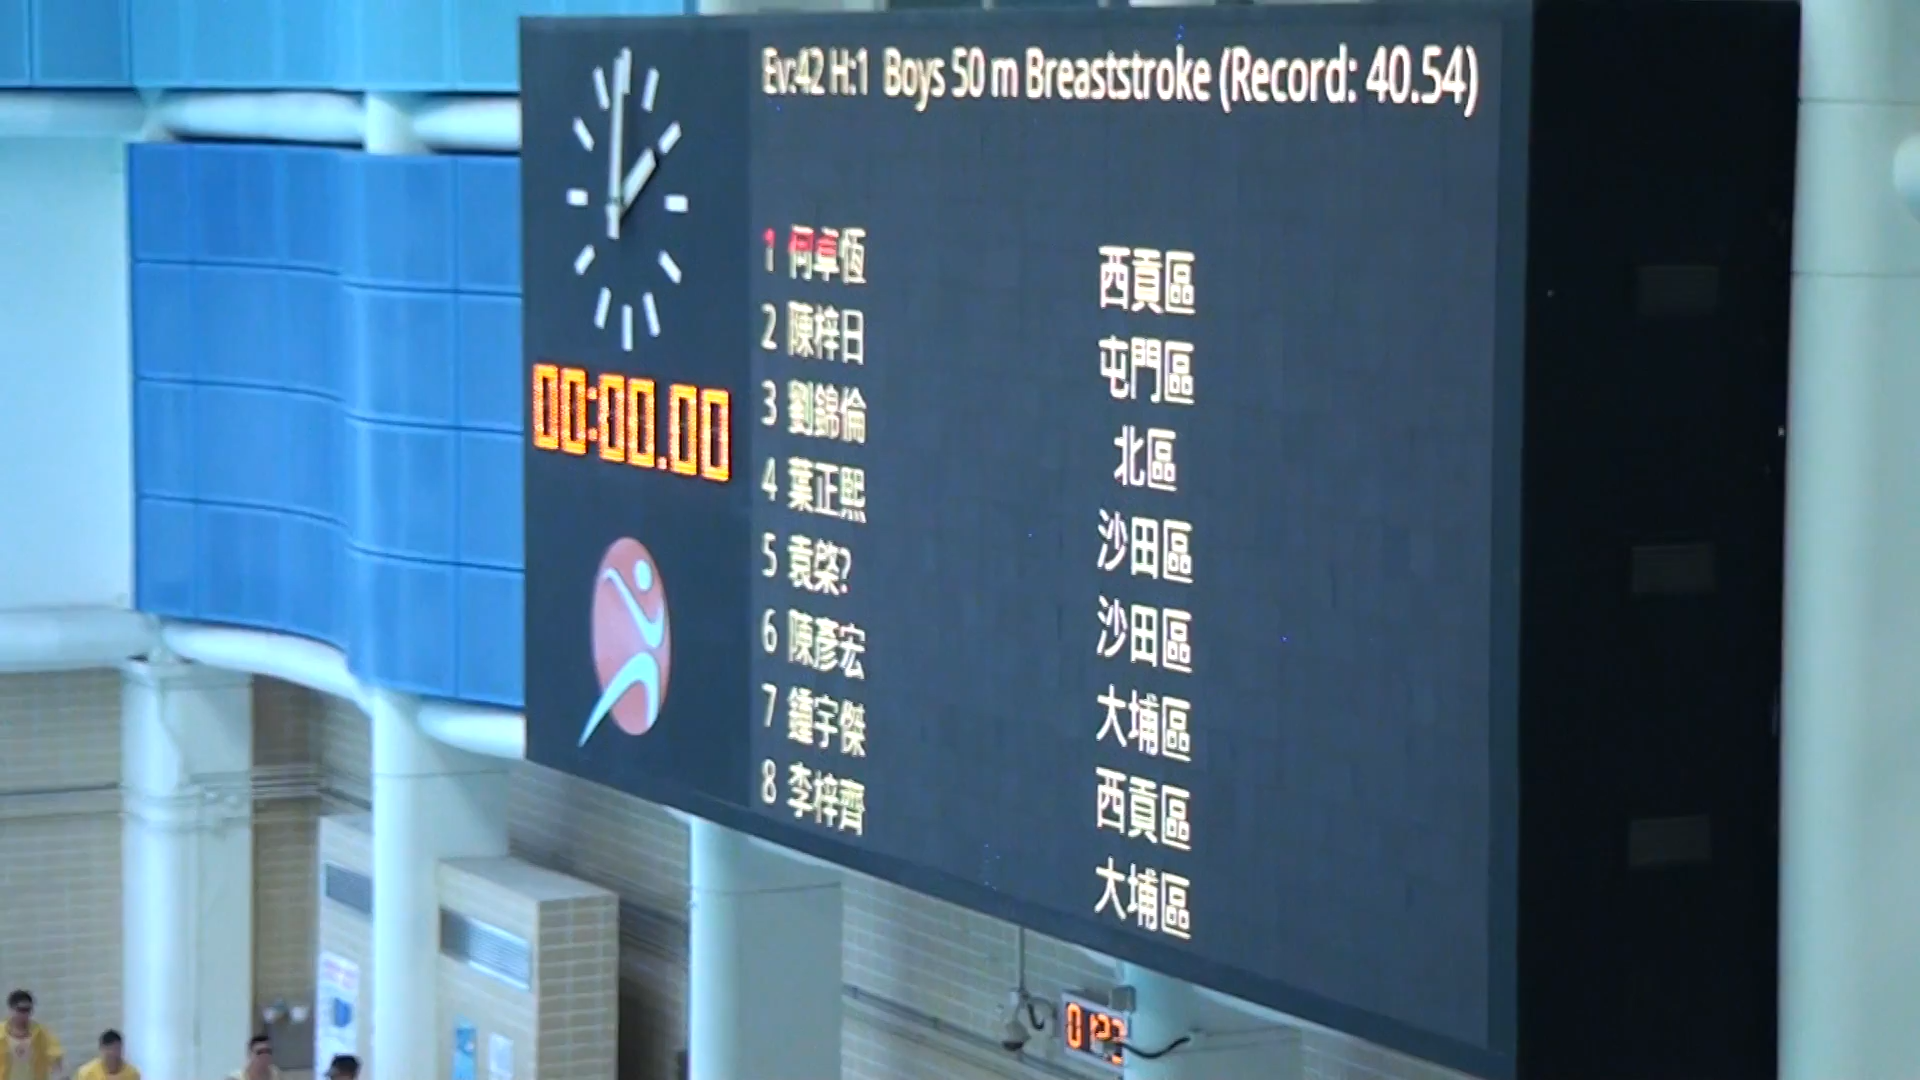 Ev:42 H:1 Boys 50 m Breaststroke (Record: 40.54)
1 何卓恆 西貢區
2 陳梓日 屯門區
3 劉錦倫 北區
4 葉正熙 沙田區
5 袁棨? 沙田區
6 陳彥宏 大埔區
7 鍾宇傑 西貢區
8 李梓齊 大埔區
00:00.00